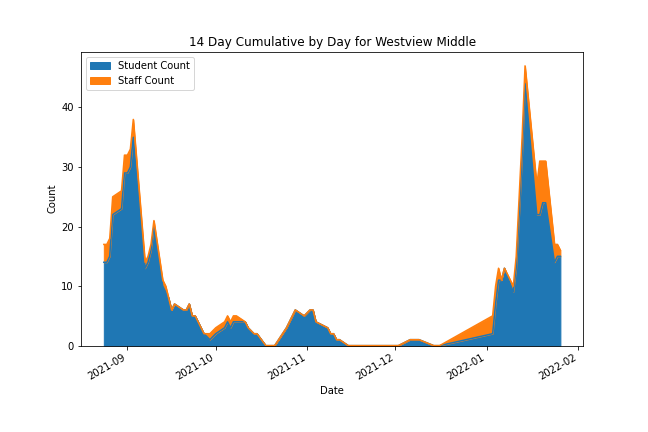 14 Day Cumulative by Day for Westview Middle
Student Count
Staff Count
40
30
20
10
0
Count
2021-09
2021-10
2021-11
2021-12
2022-01
2022-02
Date